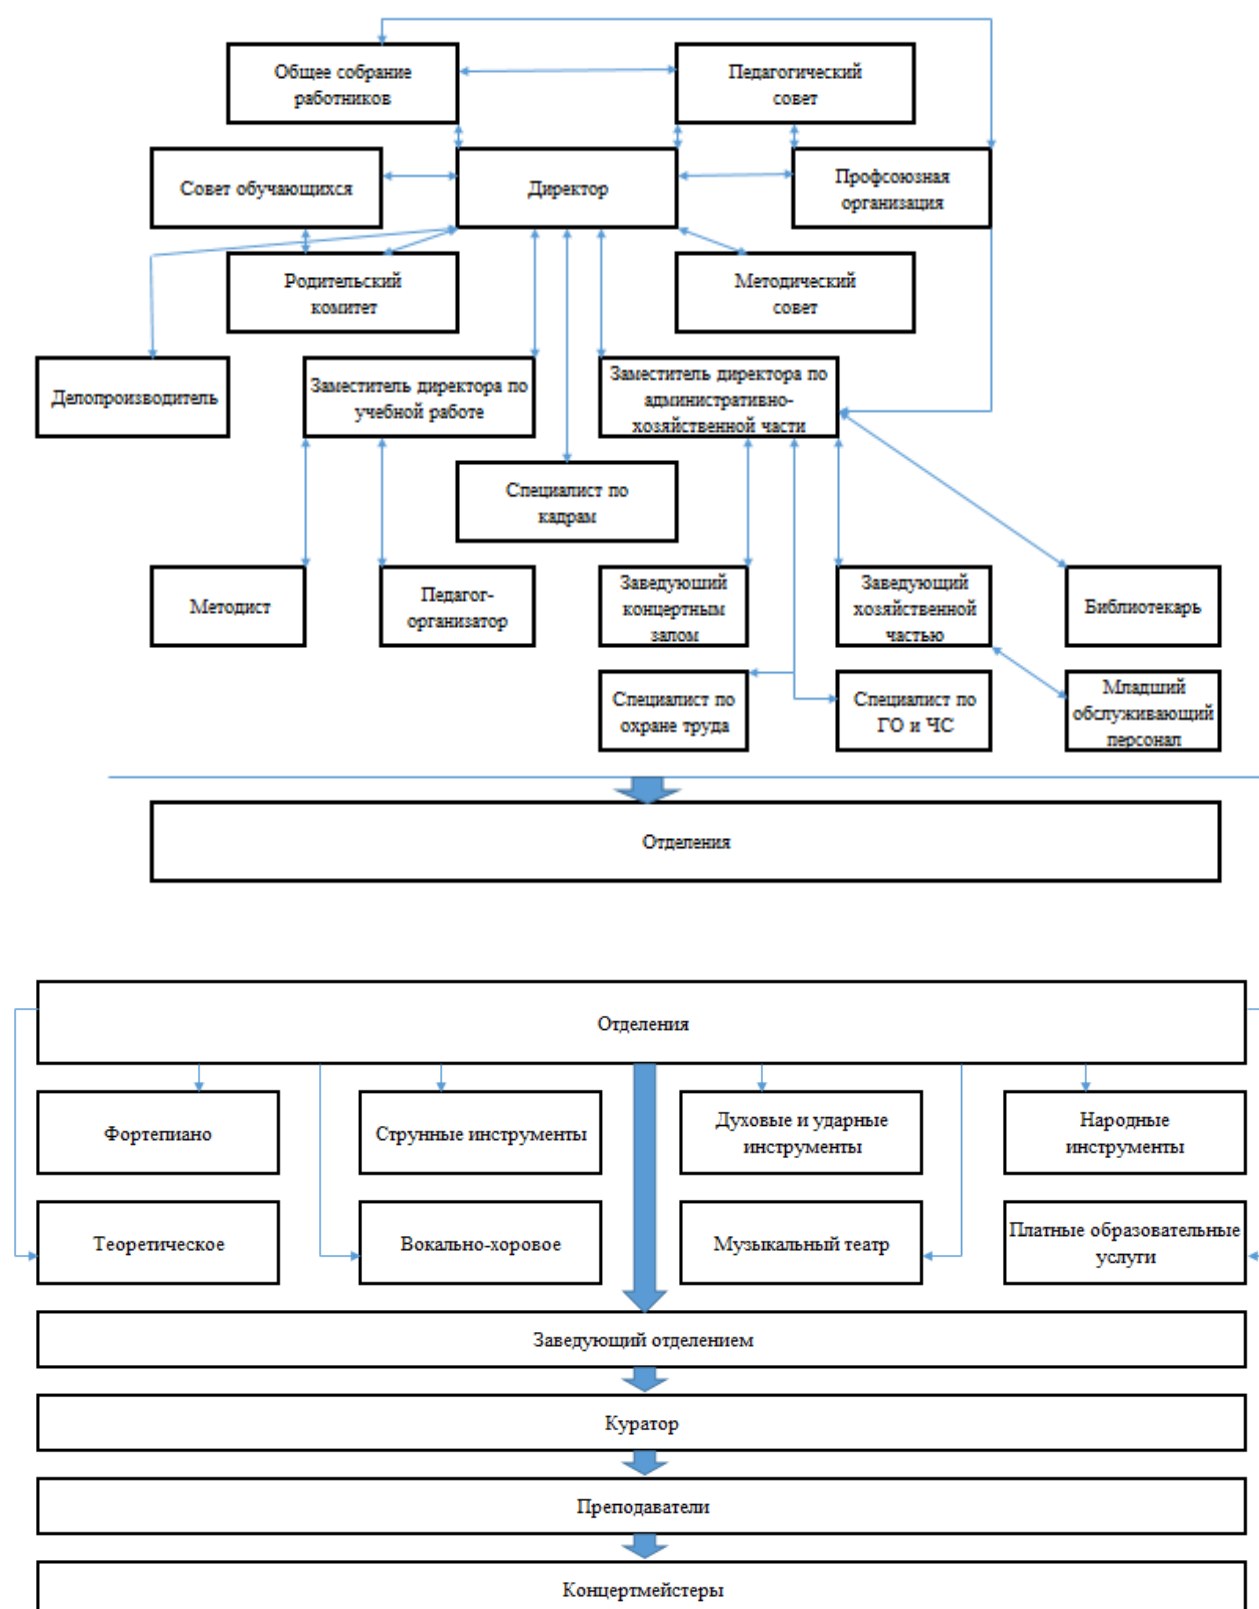 Общее собрание
работников
Педагогический
совет
Совет обучающихся
Директор
Профсоюзная
организация
Родительский
комитет
Методический
совет
Делопроизводитель
Заместитель директора по
учебной работе
Заместитель директора по
административно-
хозяйственной части
Специалист по
кадрам
Методист
Педагог-
организатор
Заведуюший
концертным
залом
Заведующий
хозяйственной
частью
Библиотекарь
Специалист по
охране труда
Специалист по
ГО и ЧС
Младший
обслуживающий
персонал
Отделения
Отделения
Фортепиано
Струнные инструменты
Духовые и ударные
инструменты
Народные
инструменты
Теоретическое
Вокально-хоровое
Музыкальный театр
Платные образовательные
услуги
Заведующий отделением
Куратор
Преподаватели
Концертмейстеры